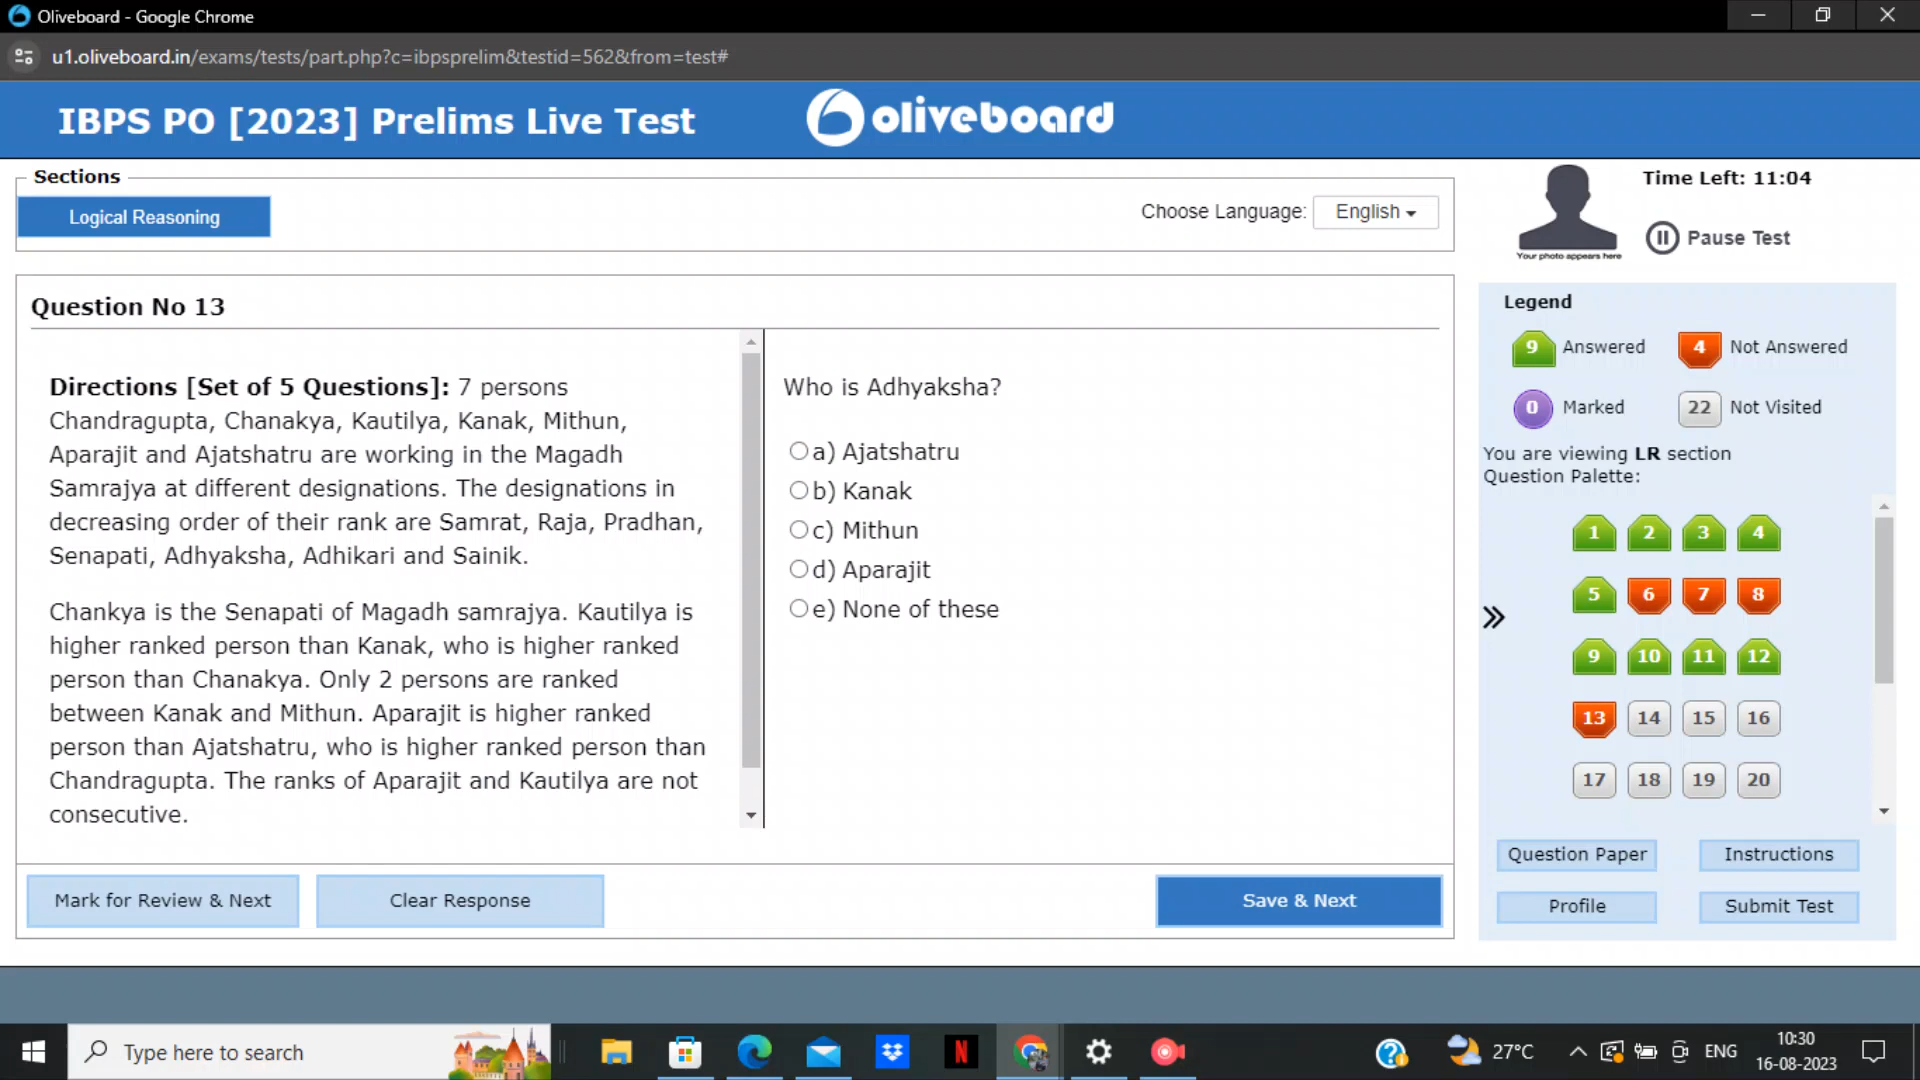 Oliveboard - Google Chrome
u1.oliveboard.in/exams/tests/part.php?c=ibpsprelim&testid=562&from=test#
IBPS PO [2023] Prelims Live Test
oliveboard
Sections
Logical Reasoning
Choose Language: English
Your photo appears here
Time Left: 11:04
Pause Test
Question No 13
Directions [Set of 5 Questions]: 7 persons
Chandragupta, Chanakya, Kautilya, Kanak, Mithun,
Aparajit and Ajatshatru are working in the Magadh
Samrajya at different designations. The designations in
decreasing order of their rank are Samrat, Raja, Pradhan,
Senapati, Adhyaksha, Adhikari and Sainik.
Chankya is the Senapati of Magadh samrajya. Kautilya is
higher ranked person than Kanak, who is higher ranked
person than Chanakya. Only 2 persons are ranked
between Kanak and Mithun. Aparajit is higher ranked
person than Ajatshatru, who is higher ranked person than
Chandragupta. The ranks of Aparajit and Kautilya are not
consecutive.
Who is Adhyaksha?
a) Ajatshatru
b) Kanak
c) Mithun
d) Aparajit
e) None of these
Legend
9 Answered 4 Not Answered
0 Marked 22 Not Visited
You are viewing LR section
Question Palette:
1 2 3 4
5 6 7 8
9 10 11 12
13 14 15 16
17 18 19 20
Question Paper Instructions
Profile Submit Test
Mark for Review & Next Clear Response Save & Next
Type here to search
27°C
ENG
10:30
16-08-2023